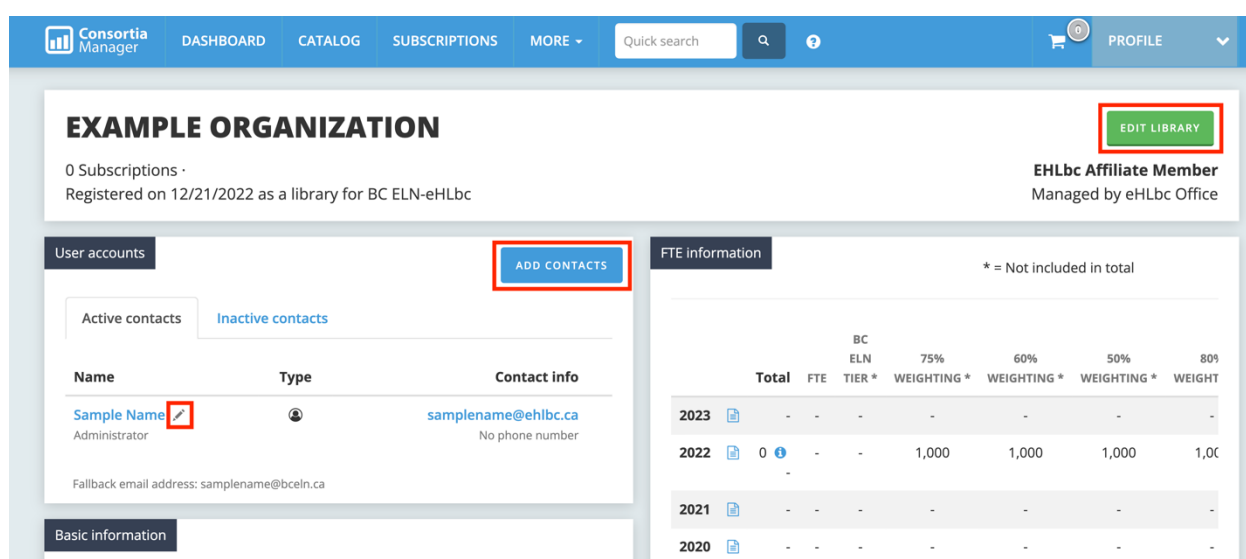 Consortia
Manager
DASHBOARD
CATALOG
SUBSCRIPTIONS
MORE
Quick search
0
PROFILE
EXAMPLE ORGANIZATION
EDIT LIBRARY
0 Subscriptions ·
EHLbc Affiliate Member
Registered on 12/21/2022 as a library for BC ELN-eHLbc
Managed by eHLbc Office
User accounts
ADD CONTACTS
Active contacts
Inactive contacts
Name Type Contact info
Sample Name samplename@ehlbc.ca
Administrator No phone number
Fallback email address: samplename@bceln.ca
Basic information
FTE information
* = Not included in total
BC
ELN 75% 60% 50% 80%
Total FTE TIER * WEIGHTING * WEIGHTING * WEIGHTING * WEIGHT
2023 - - - - - - -
2022 0 - - 1,000 1,000 1,000 1,00
-
2021 - - - - - - -
2020 - - - - - - -